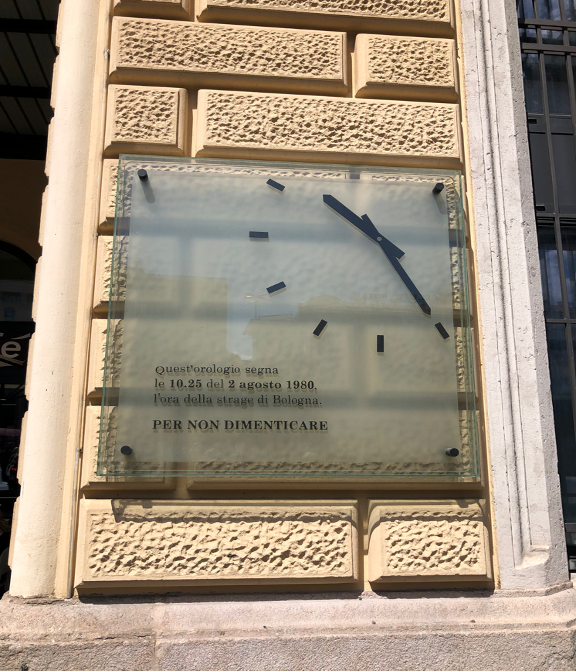 Quest'orologio segna
le 10.25 del 2 agosto 1980,
l'ora della strage di Bologna.
PER NON DIMENTICARE